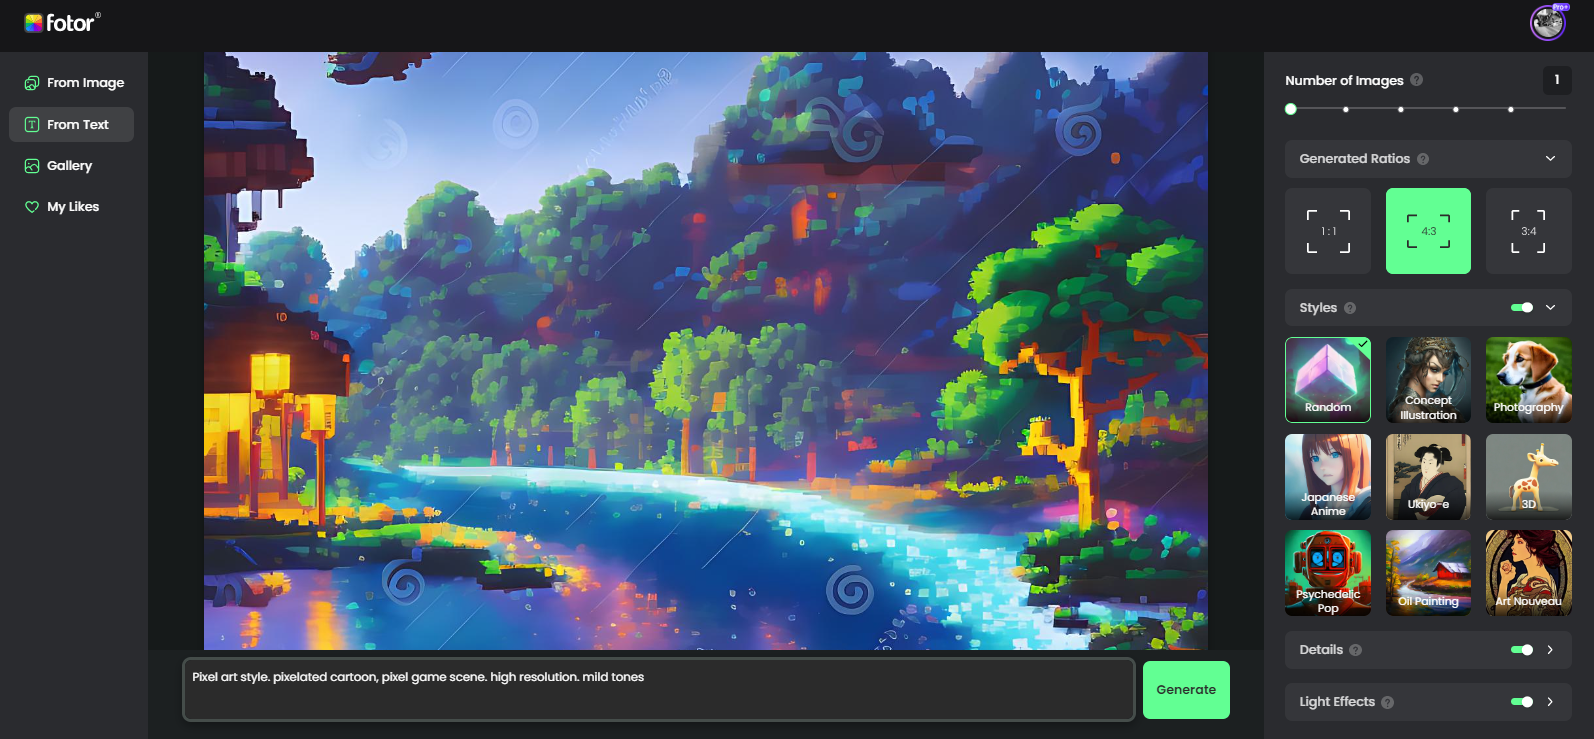 fotor®
Pro+
From Image
From Text
Gallery
My Likes
Number of Images
1
Generated Ratios
1 : 1
4:3
3:4
Styles
Random
Concept
Illustration
Photography
Japanese
Anime
Ukiyo-e
3D
Psychedelic
Pop
Oil Painting
Art Nouveau
Details
Light Effects
Pixel art style. pixelated cartoon, pixel game scene. high resolution. mild tones
Generate